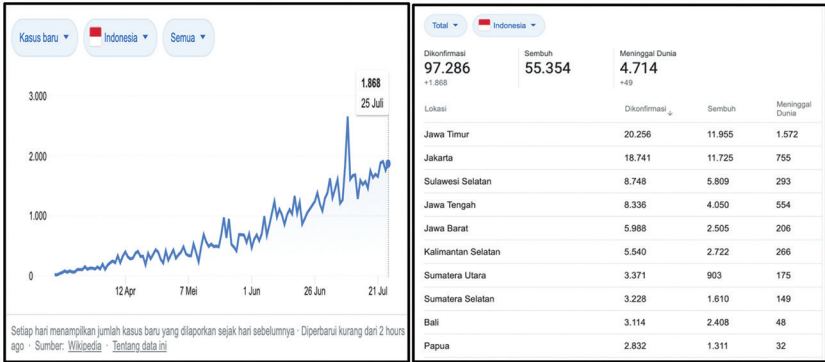 Kasus baru Indonesia Semua
1.868
25 Juli
3.000
2.000
1.000
0
12 Apr 7 Mei 1 Jun 26 Jun 21 Jul
Setiap hari menampilkan jumlah kasus baru yang dilaporkan sejak hari sebelumnya · Diperbarui kurang dari 2 hours
ago · Sumber: Wikipedia · Tentang data ini
Total Indonesia
Dikonfirmasi Sembuh Meninggal Dunia
97.286 55.354 4.714
+1.868 +49
Lokasi Dikonfirmasi ↓ Sembuh Meninggal
Dunia
Jawa Timur 20.256 11.955 1.572
Jakarta 18.741 11.725 755
Sulawesi Selatan 8.748 5.809 293
Jawa Tengah 8.336 4.050 554
Jawa Barat 5.988 2.505 206
Kalimantan Selatan 5.540 2.722 266
Sumatera Utara 3.371 903 175
Sumatera Selatan 3.228 1.610 149
Bali 3.114 2.408 48
Papua 2.832 1.311 32